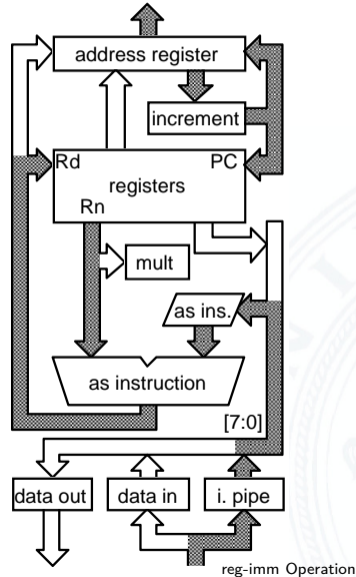 address register
increment
Rd
PC
registers
Rn
mult
as ins.
as instruction
[7:0]
data out
data in
i. pipe
reg-imm Operation